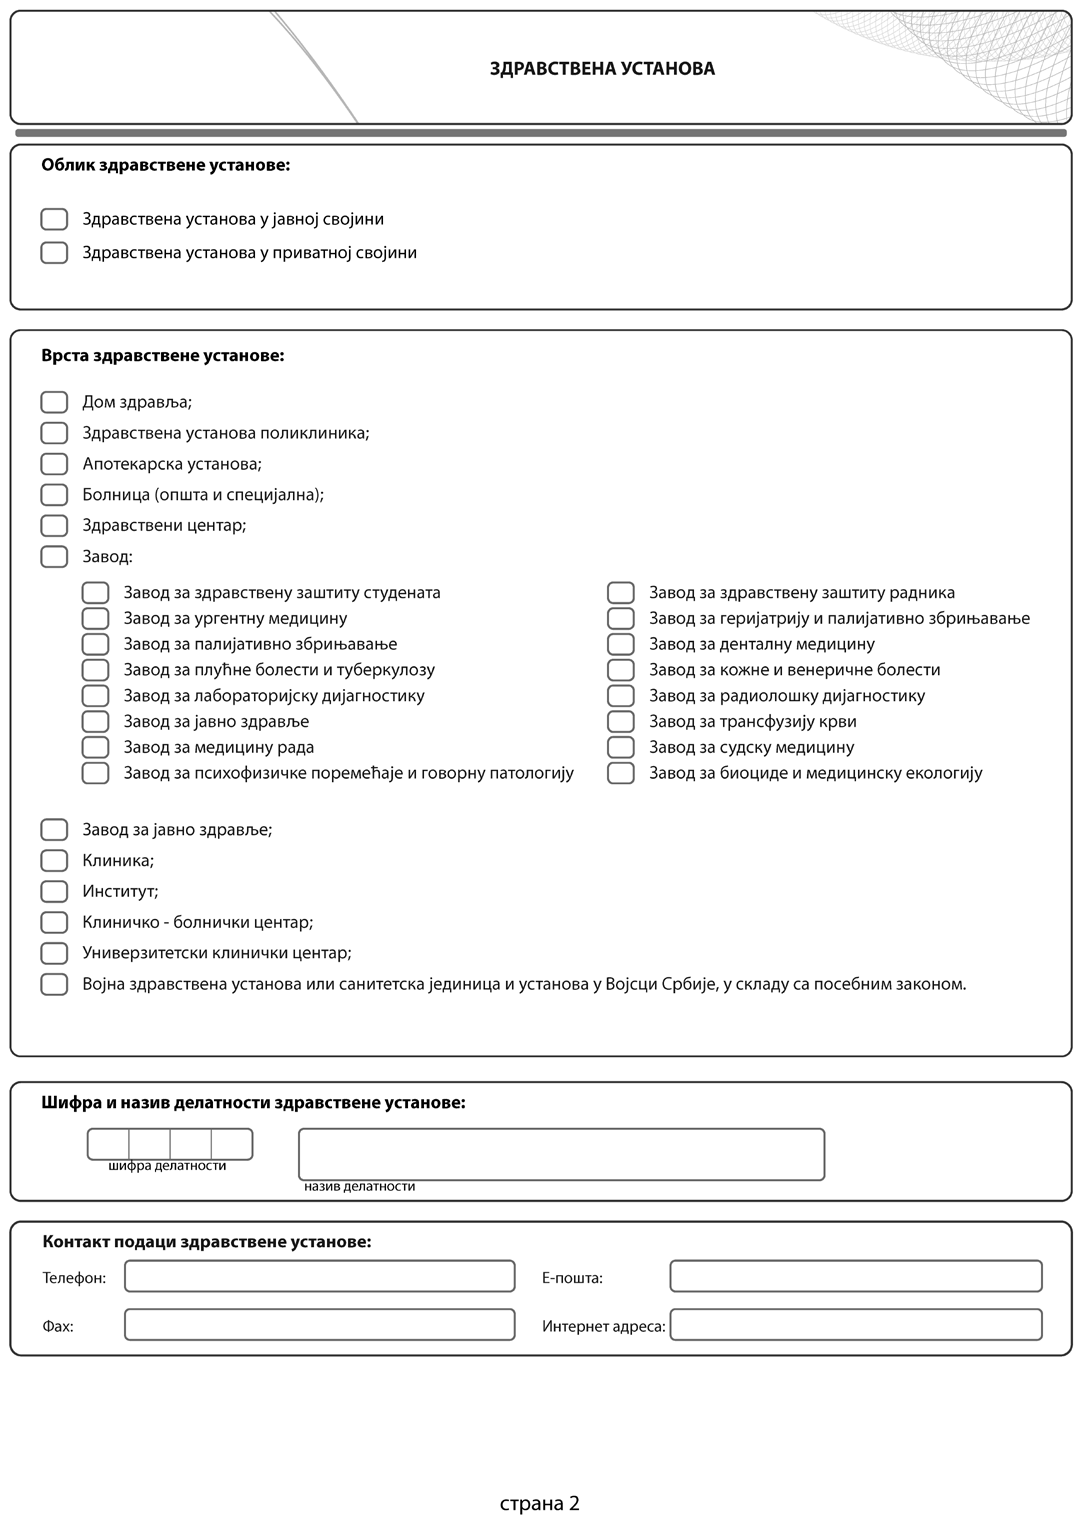 ЗДРАВСТВЕНА УСТАНОВА
Облик здравствене установе:
Здравствена установа у јавној својини
Здравствена установа у приватној својини
Врста здравствене установе:
Дом здравља;
Здравствена установа поликлиника;
Апотекарска установа;
Болница (општа и специјална);
Здравствени центар;
Завод:
Завод за здравствену заштиту студената
Завод за ургентну медицину
Завод за палијативно збрињавање
Завод за плућне болести и туберкулозу
Завод за лабораторијску дијагностику
Завод за јавно здравље
Завод за медицину рада
Завод за психофизичке поремећаје и говорну патологију
Завод за здравствену заштиту радника
Завод за геријатрију и палијативно збрињавање
Завод за денталну медицину
Завод за кожне и венеричне болести
Завод за радиолошку дијагностику
Завод за трансфузију крви
Завод за судску медицину
Завод за биоциде и медицинску екологију
Завод за јавно здравље;
Клиника;
Институт;
Клиничко - болнички центар;
Универзитетски клинички центар;
Војна здравствена установа или санитетска јединица и установа у Војсци Србије, у складу са посебним законом.
Шифра и назив делатности здравствене установе:
шифра делатности
назив делатности
Контакт подаци здравствене установе:
Телефон:
Е-пошта:
Фах:
Интернет адреса:
страна 2